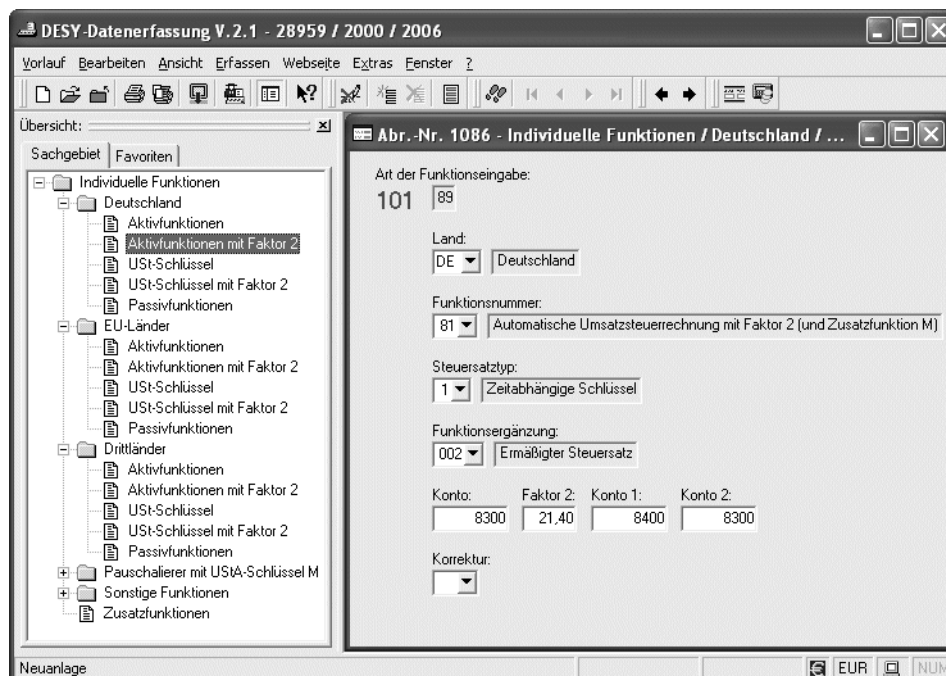 DESY-Datenerfassung V.2.1 - 28959 / 2000 / 2006
Vorlauf Bearbeiten Ansicht Erfassen Webseite Extras Fenster ?
Übersicht:
Sachgebiet Favoriten
Individuelle Funktionen
Deutschland
Aktivfunktionen
Aktivfunktionen mit Faktor 2
USt-Schlüssel
USt-Schlüssel mit Faktor 2
Passivfunktionen
EU-Länder
Aktivfunktionen
Aktivfunktionen mit Faktor 2
USt-Schlüssel
USt-Schlüssel mit Faktor 2
Passivfunktionen
Drittländer
Aktivfunktionen
Aktivfunktionen mit Faktor 2
USt-Schlüssel
USt-Schlüssel mit Faktor 2
Passivfunktionen
Pauschalierer mit UStA-Schlüssel M
Sonstige Funktionen
Zusatzfunktionen
Abr.-Nr. 1086 - Individuelle Funktionen / Deutschland / ...
Art der Funktionseingabe:
101 89
Land:
DE Deutschland
Funktionsnummer:
81 Automatische Umsatzsteuerrechnung mit Faktor 2 (und Zusatzfunktion M)
Steuersatztyp:
1 Zeitabhängige Schlüssel
Funktionsergänzung:
002 Ermäßigter Steuersatz
Konto: Faktor 2: Konto 1: Konto 2:
8300 21,40 8400 8300
Korrektur:
Neuanlage EUR NUM